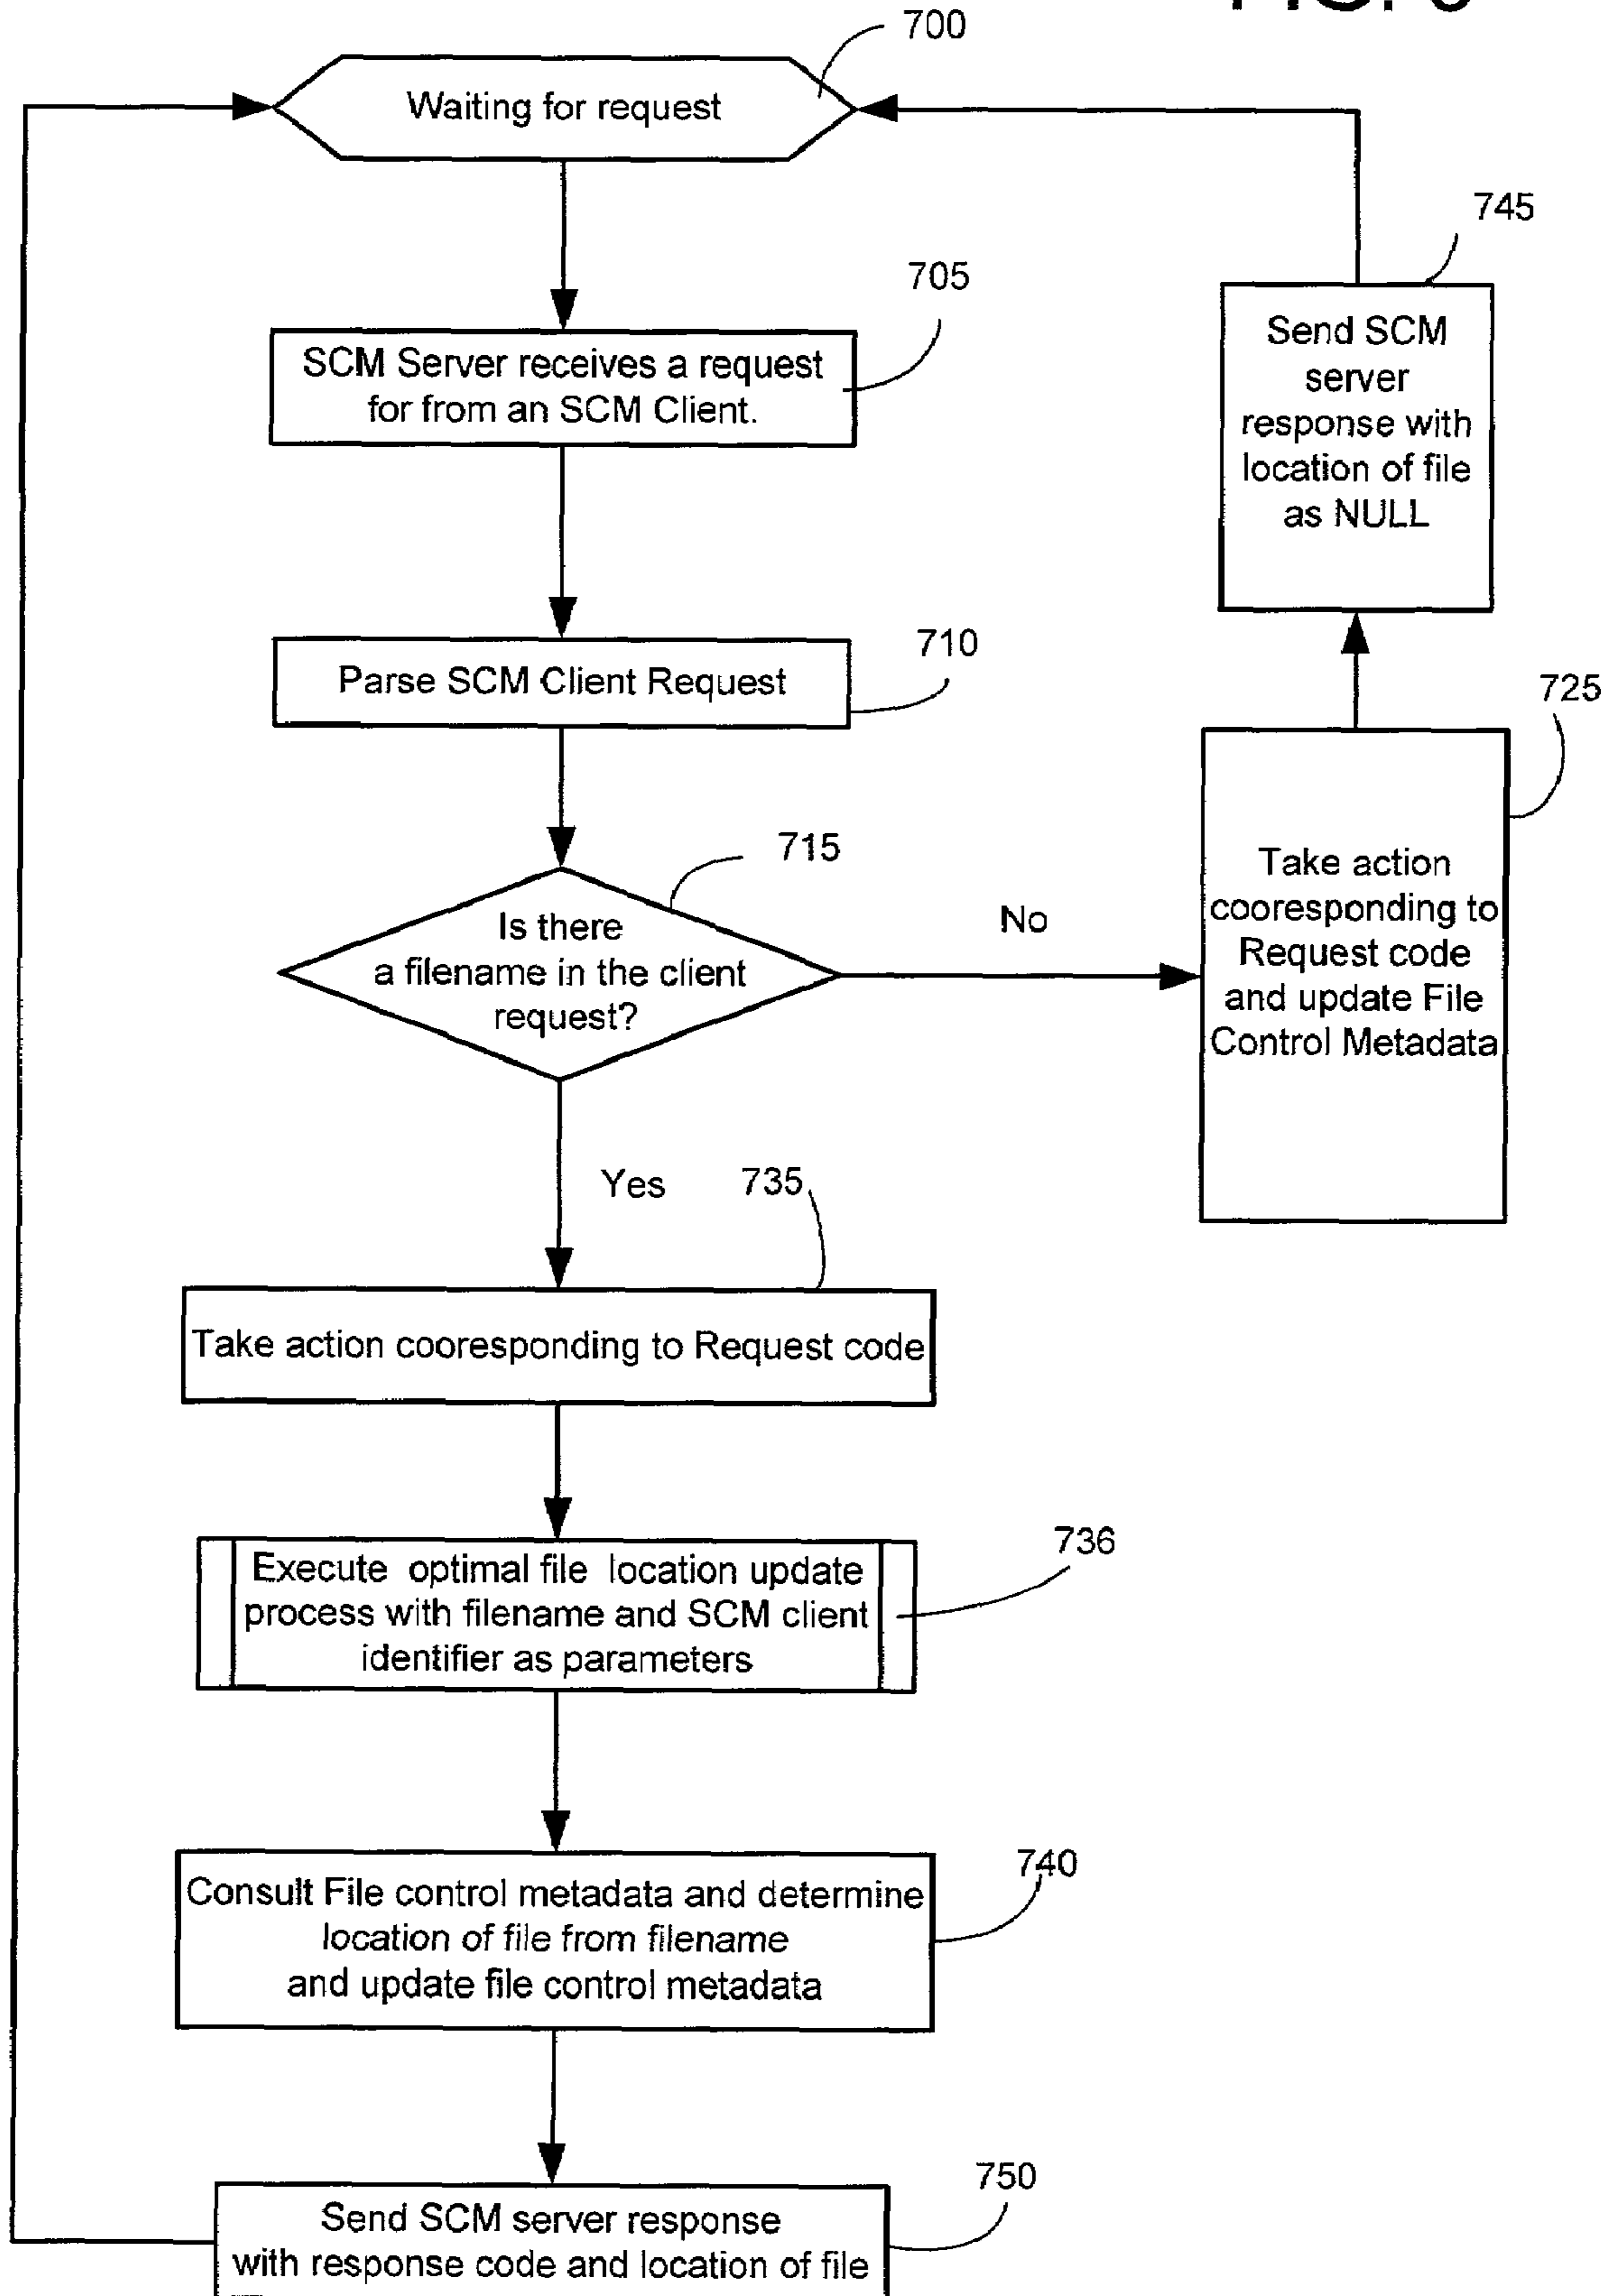 700
Waiting for request
745
705
SCM Server receives a request
for from an SCM Client.
Send SCM
server
response with
location of file
as NULL
710
Parse SCM Client Request
725
715
Is there
a filename in the client
request?
No
Take action
cooresponding to
Request code
and update File
Control Metadata
Yes
735
Take action cooresponding to Request code
736
Execute optimal file location update
process with filename and SCM client
identifier as parameters
740
Consult File control metadata and determine
location of file from filename
and update file control metadata
750
Send SCM server response
with response code and location of file